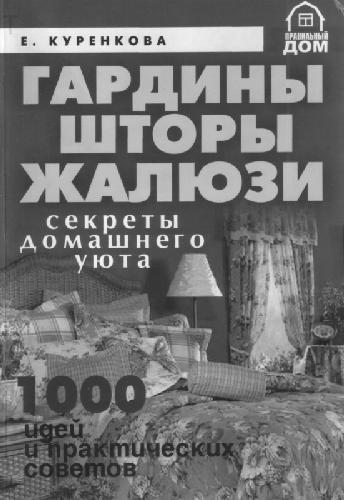 Е. КУРЕНКОВА
ПРАВИЛЬНЫЙ
ДОМ
ГАРДИНЫ
ШТОРЫ
ЖАЛЮЗИ
секреты
домашнего
уюта
1000
идей
и практических
советов